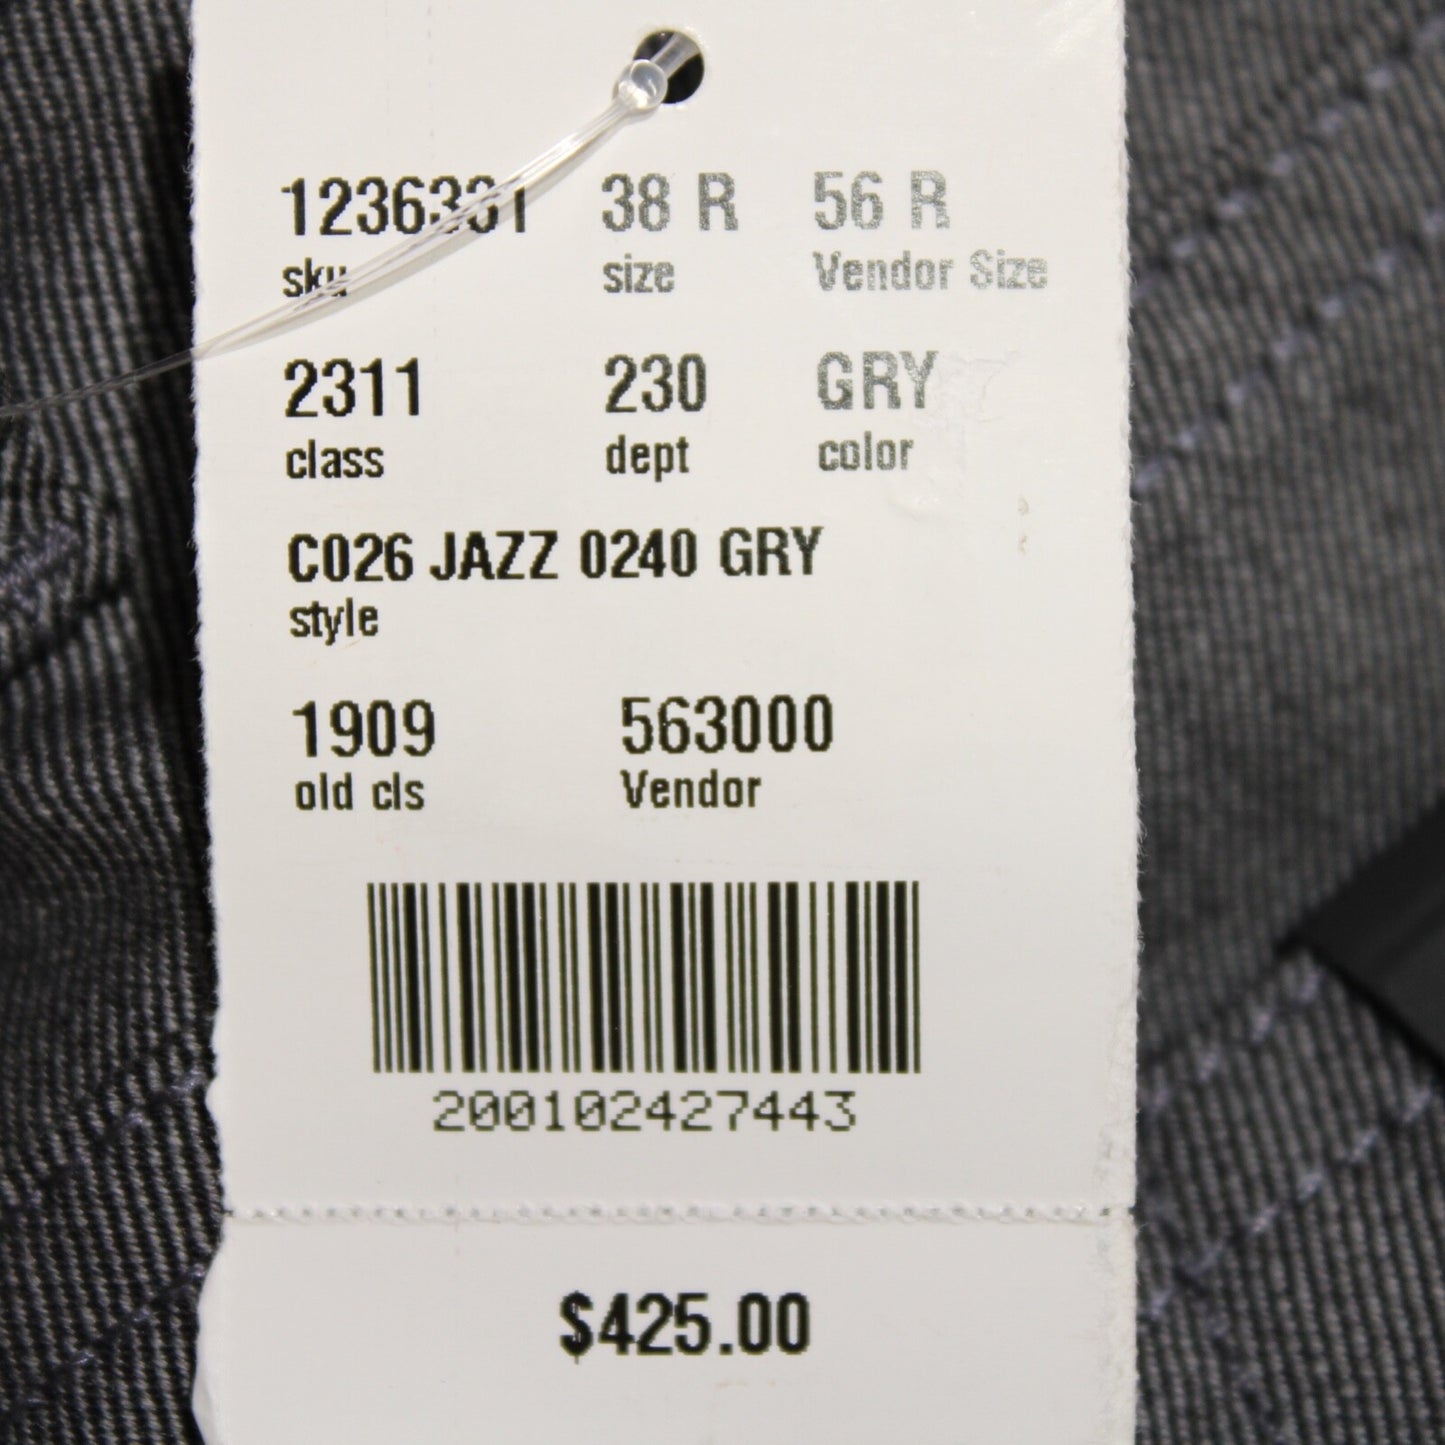 1236331 38 R 56 R
sku size Vendor Size
2311 230 GRY
class dept color
C026 JAZZ 0240 GRY
style
1909 563000
old cls Vendor
200102427443
$425.00